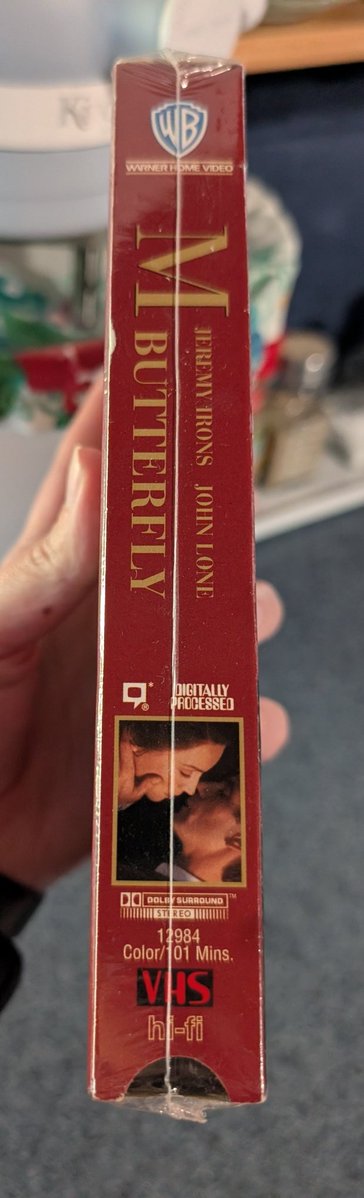 WB
WARNER HOME VIDEO
M BUTTERFLY
JEREMY IRONS JOHN LONE
®
DIGITALLY
PROCESSED
DOLBY SURROUND™
STEREO
12984
Color/101 Mins.
VHS
hi-fi